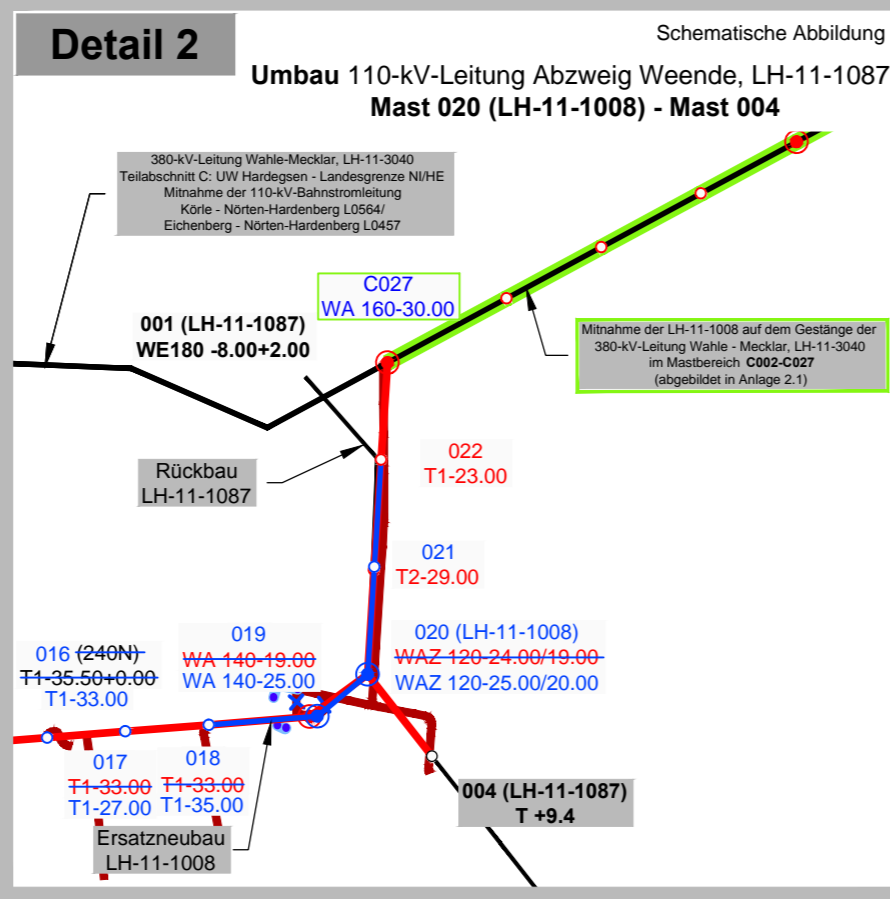 Detail 2
Schematische Abbildung
Umbau 110-kV-Leitung Abzweig Weende, LH-11-1087
Mast 020 (LH-11-1008) - Mast 004
380-kV-Leitung Wahle-Mecklar, LH-11-3040
Teilabschnitt C: UW Hardegsen - Landesgrenze NI/HE
Mitnahme der 110-kV-Bahnstromleitung
Körle - Nörten-Hardenberg L0564/
Eichenberg - Nörten-Hardenberg L0457
C027
WA 160-30.00
001 (LH-11-1087)
WE180 -8.00+2.00
Mitnahme der LH-11-1008 auf dem Gestänge der
380-kV-Leitung Wahle - Mecklar, LH-11-3040
im Mastbereich C002-C027
(abgebildet in Anlage 2.1)
Rückbau
LH-11-1087
022
T1-23.00
021
T2-29.00
016 (240N)
T1-35.50+0.00
T1-33.00
019
WA 140-19.00
WA 140-25.00
020 (LH-11-1008)
WAZ 120-24.00/19.00
WAZ 120-25.00/20.00
017
T1-33.00
T1-27.00
018
T1-33.00
T1-35.00
004 (LH-11-1087)
T +9.4
Ersatzneubau
LH-11-1008